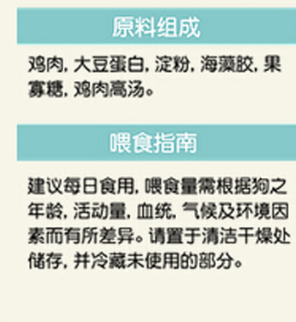 原料组成
鸡肉, 大豆蛋白, 淀粉, 海藻胶, 果
寡糖, 鸡肉高汤。
喂食指南
建议每日食用, 喂食量需根据狗之
年龄, 活动量, 血统, 气候及环境因
素而有所差异。请置于清洁干燥处
储存, 并冷藏未使用的部分。